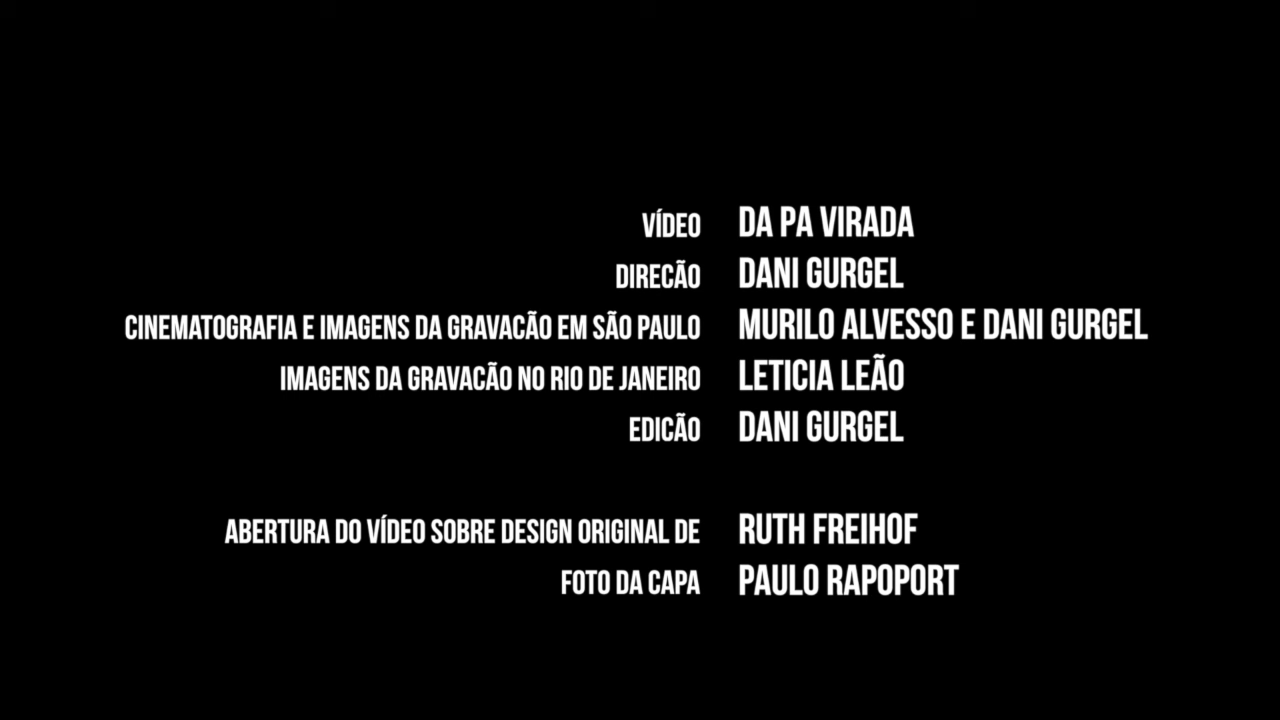 VÍDEO DA PA VIRADA
DIRECÃO DANI GURGEL
CINEMATOGRAFIA E IMAGENS DA GRAVACÃO EM SÃO PAULO MURILO ALVESSO E DANI GURGEL
IMAGENS DA GRAVACÃO NO RIO DE JANEIRO LETICIA LEÃO
EDICÃO DANI GURGEL
ABERTURA DO VÍDEO SOBRE DESIGN ORIGINAL DE RUTH FREIHOF
FOTO DA CAPA PAULO RAPOPORT